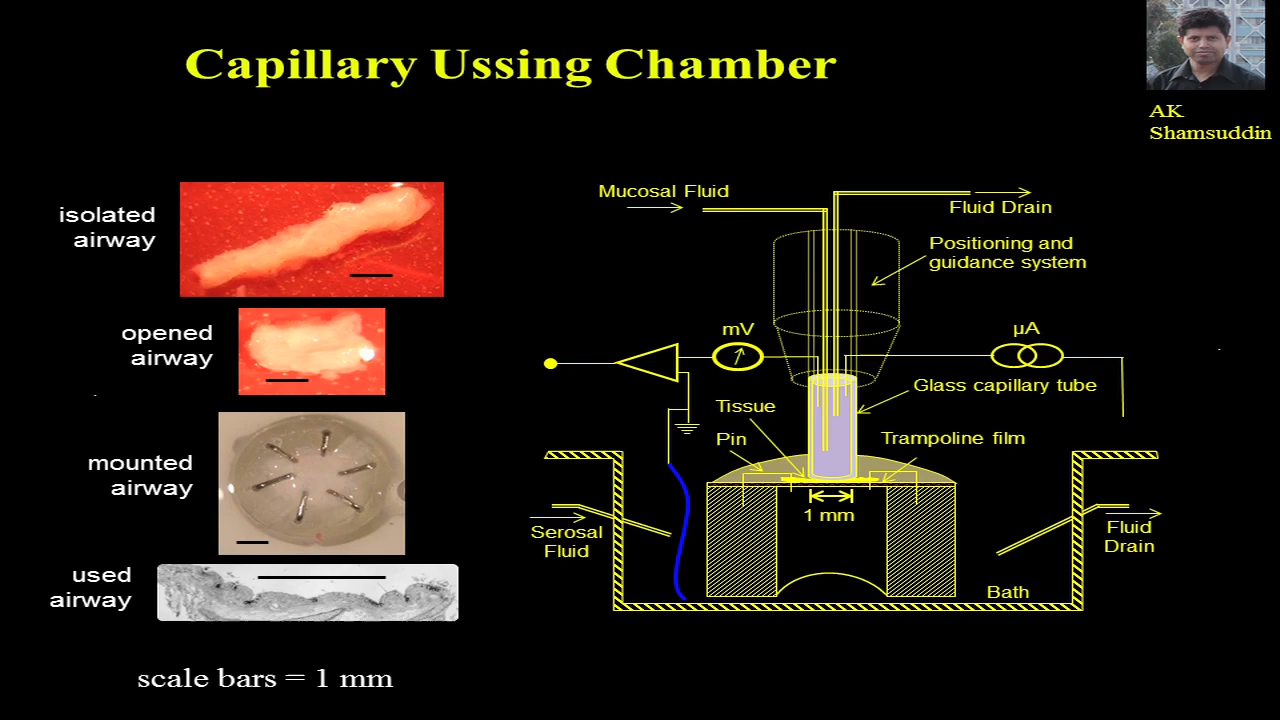 Capillary Ussing Chamber
AK
Shamsuddin
isolated
airway
opened
airway
mounted
airway
used
airway
scale bars = 1 mm
Mucosal Fluid
Fluid Drain
Positioning and
guidance system
mV
µA
Glass capillary tube
Tissue
Pin
Trampoline film
1 mm
Serosal
Fluid
Fluid
Drain
Bath